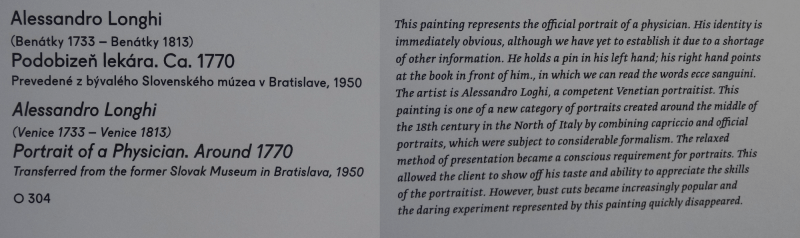 Alessandro Longhi
(Benátky 1733 – Benátky 1813)
Podobizeň lekára. Ca. 1770
Prevedené z bývalého Slovenského múzea v Bratislave, 1950
Alessandro Longhi
(Venice 1733 – Venice 1813)
Portrait of a Physician. Around 1770
Transferred from the former Slovak Museum in Bratislava, 1950
O 304
This painting represents the official portrait of a physician. His identity is
immediately obvious, although we have yet to establish it due to a shortage
of other information. He holds a pin in his left hand; his right hand points
at the book in front of him., in which we can read the words ecce sanguini.
The artist is Alessandro Loghi, a competent Venetian portraitist. This
painting is one of a new category of portraits created around the middle of
the 18th century in the North of Italy by combining capriccio and official
portraits, which were subject to considerable formalism. The relaxed
method of presentation became a conscious requirement for portraits. This
allowed the client to show off his taste and ability to appreciate the skills
of the portraitist. However, bust cuts became increasingly popular and
the daring experiment represented by this painting quickly disappeared.